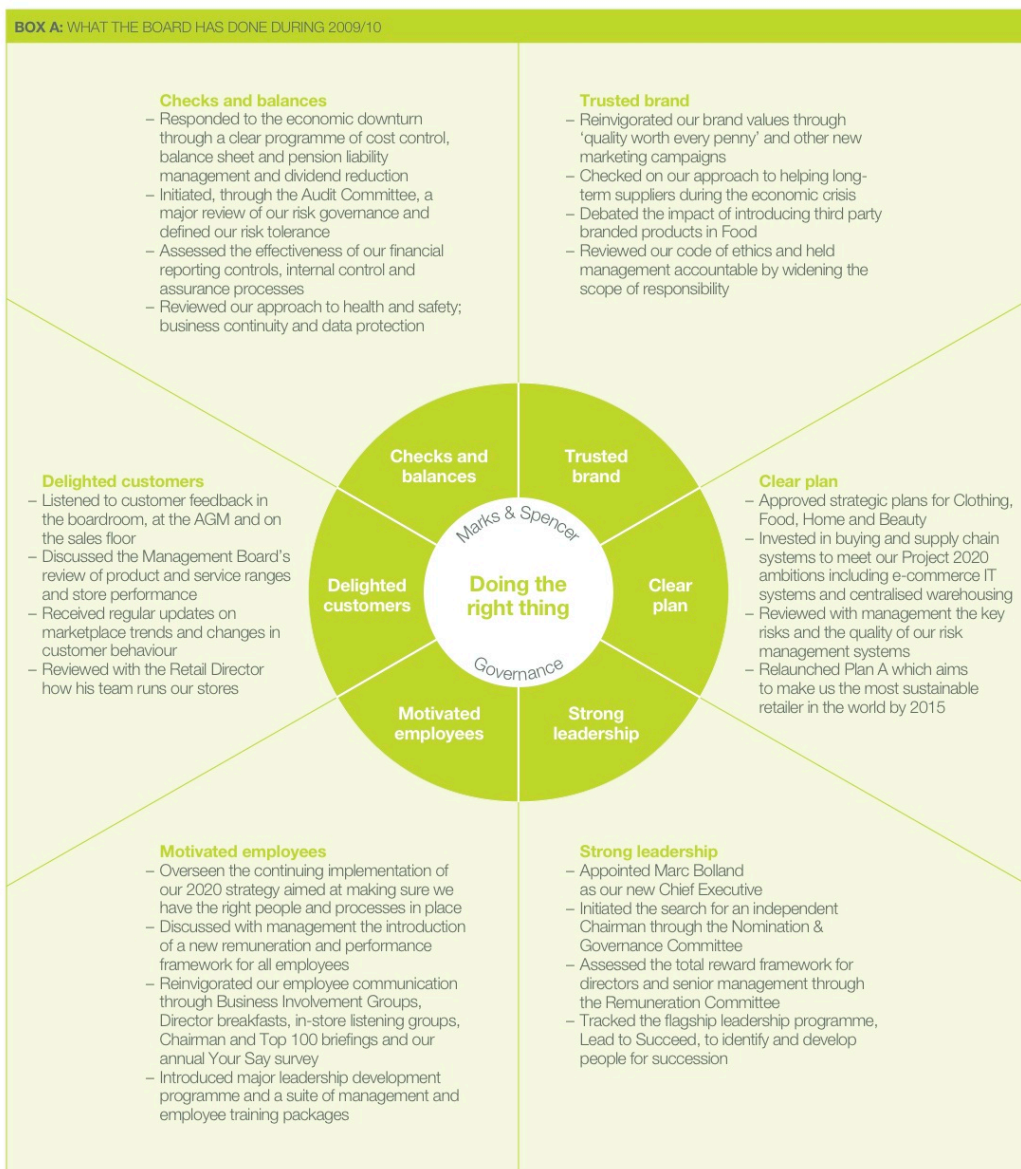 BOX A: WHAT THE BOARD HAS DONE DURING 2009/10
Checks and balances
– Responded to the economic downturn
through a clear programme of cost control,
balance sheet and pension liability
management and dividend reduction
– Initiated, through the Audit Committee, a
major review of our risk governance and
defined our risk tolerance
– Assessed the effectiveness of our financial
reporting controls, internal control and
assurance processes
– Reviewed our approach to health and safety;
business continuity and data protection
Trusted brand
– Reinvigorated our brand values through
‘quality worth every penny’ and other new
marketing campaigns
– Checked on our approach to helping long-
term suppliers during the economic crisis
– Debated the impact of introducing third party
branded products in Food
– Reviewed our code of ethics and held
management accountable by widening the
scope of responsibility
Delighted customers
– Listened to customer feedback in
the boardroom, at the AGM and on
the sales floor
– Discussed the Management Board’s
review of product and service ranges
and store performance
– Received regular updates on
marketplace trends and changes in
customer behaviour
– Reviewed with the Retail Director
how his team runs our stores
Checks and
balances
Trusted
brand
Delighted
customers
Marks & Spencer
Doing the
right thing
Governance
Clear
plan
Motivated
employees
Strong
leadership
Clear plan
– Approved strategic plans for Clothing,
Food, Home and Beauty
– Invested in buying and supply chain
systems to meet our Project 2020
ambitions including e-commerce IT
systems and centralised warehousing
– Reviewed with management the key
risks and the quality of our risk
management systems
– Relaunched Plan A which aims
to make us the most sustainable
retailer in the world by 2015
Motivated employees
– Overseen the continuing implementation of
our 2020 strategy aimed at making sure we
have the right people and processes in place
– Discussed with management the introduction
of a new remuneration and performance
framework for all employees
– Reinvigorated our employee communication
through Business Involvement Groups,
Director breakfasts, in-store listening groups,
Chairman and Top 100 briefings and our
annual Your Say survey
– Introduced major leadership development
programme and a suite of management and
employee training packages
Strong leadership
– Appointed Marc Bolland
as our new Chief Executive
– Initiated the search for an independent
Chairman through the Nomination &
Governance Committee
– Assessed the total reward framework for
directors and senior management through
the Remuneration Committee
– Tracked the flagship leadership programme,
Lead to Succeed, to identify and develop
people for succession